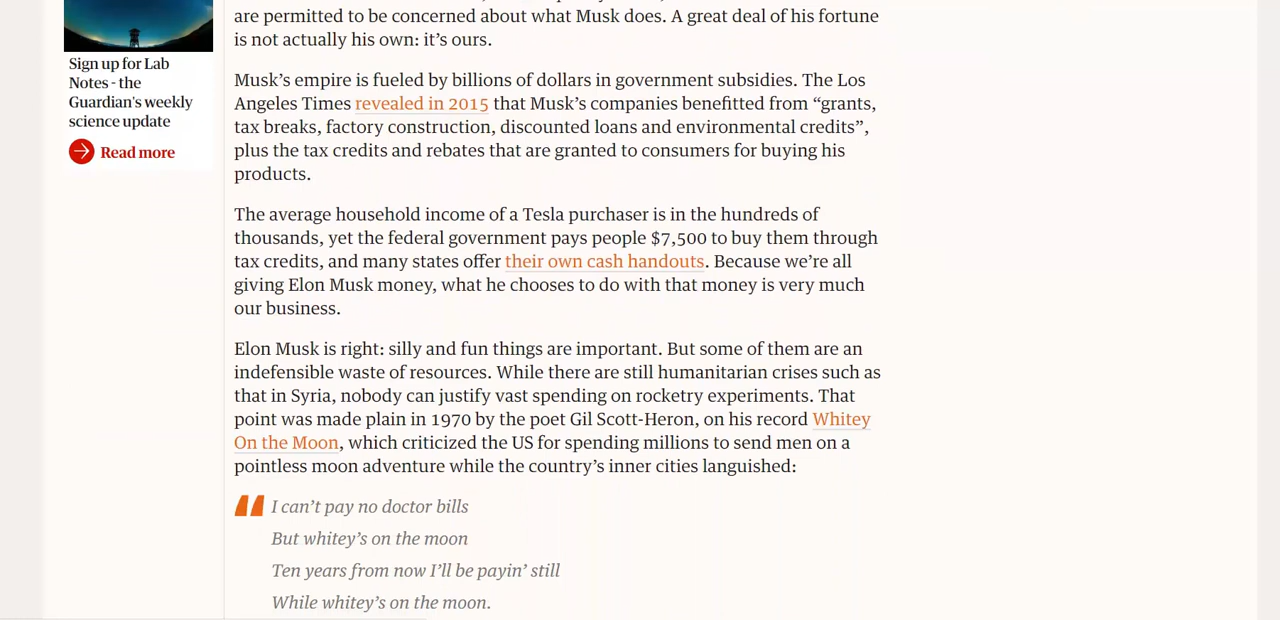 are permitted to be concerned about what Musk does. A great deal of his fortune
is not actually his own: it’s ours.
Sign up for Lab
Notes - the
Guardian's weekly
science update
Read more
Musk’s empire is fueled by billions of dollars in government subsidies. The Los
Angeles Times revealed in 2015 that Musk’s companies benefitted from “grants,
tax breaks, factory construction, discounted loans and environmental credits”,
plus the tax credits and rebates that are granted to consumers for buying his
products.
The average household income of a Tesla purchaser is in the hundreds of
thousands, yet the federal government pays people $7,500 to buy them through
tax credits, and many states offer their own cash handouts. Because we’re all
giving Elon Musk money, what he chooses to do with that money is very much
our business.
Elon Musk is right: silly and fun things are important. But some of them are an
indefensible waste of resources. While there are still humanitarian crises such as
that in Syria, nobody can justify vast spending on rocketry experiments. That
point was made plain in 1970 by the poet Gil Scott-Heron, on his record Whitey
On the Moon, which criticized the US for spending millions to send men on a
pointless moon adventure while the country’s inner cities languished:
I can’t pay no doctor bills
But whitey’s on the moon
Ten years from now I’ll be payin’ still
While whitey’s on the moon.